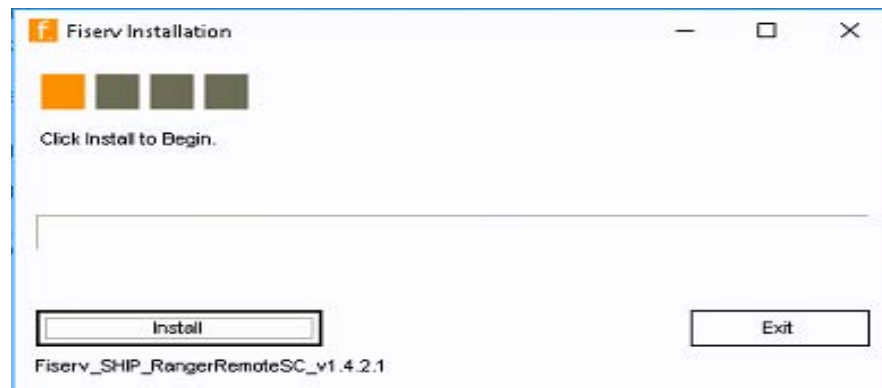 f.
Fiserv Installation
Click Install to Begin.
Install
Exit
Fiserv_SHIP_RangerRemoteSC_v1.4.2.1